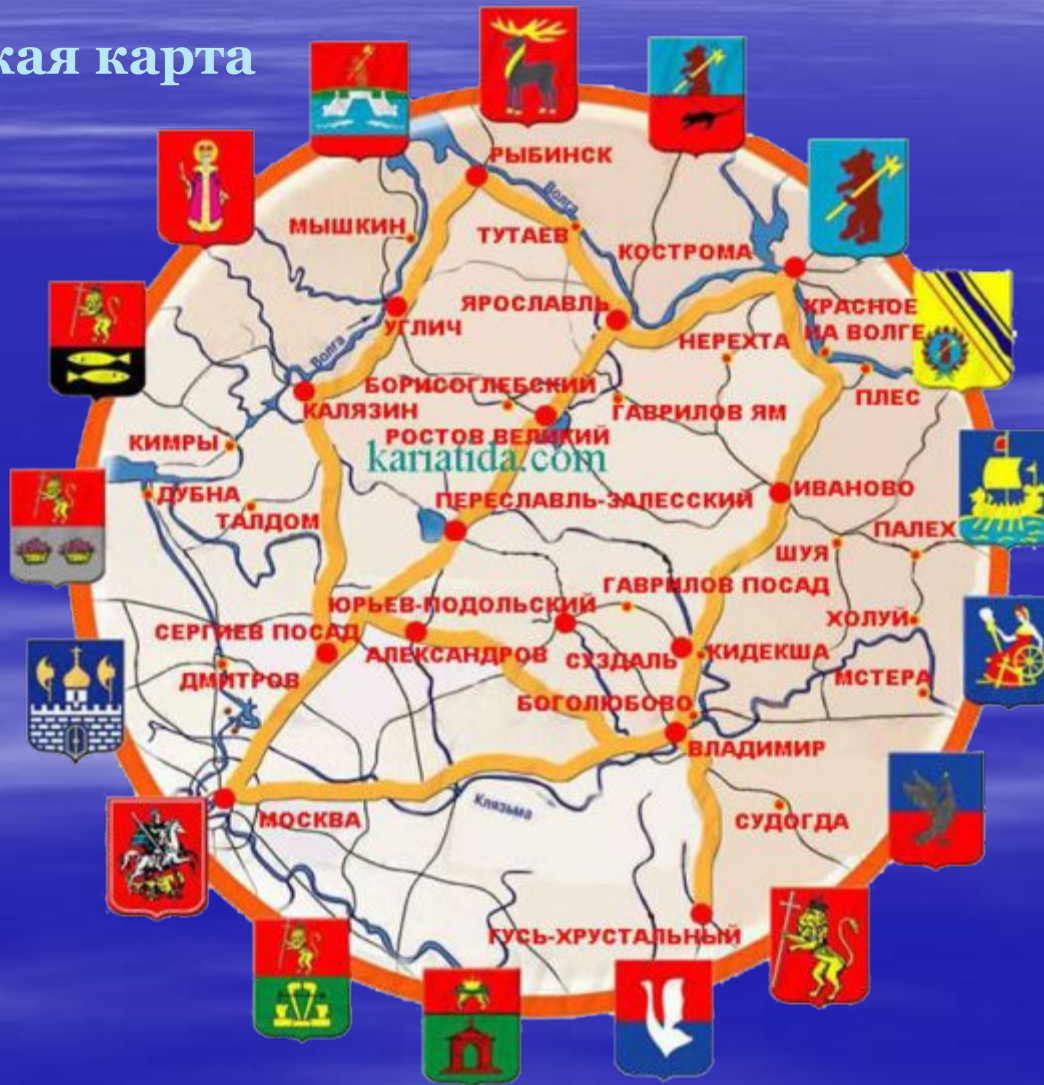 кая карта
РЫБИНСК
Волга
МЫШКИН
ТУТАЕВ
КОСТРОМА
ЯРОСЛАВЛЬ
КРАСНОЕ
НА ВОЛГЕ
УГЛИЧ
НЕРЕХТА
Волга
БОРИСОГЛЕБСКИЙ
ПЛЕС
КАЛЯЗИН
ГАВРИЛОВ ЯМ
РОСТОВ ВЕЛИКИЙ
КИМРЫ
kariatida.com
ДУБНА
ПЕРЕСЛАВЛЬ-ЗАЛЕССКИЙ
ИВАНОВО
ТАЛДОМ
ПАЛЕХ
ШУЯ
ГАВРИЛОВ ПОСАД
ЮРЬЕВ-ПОДОЛЬСКИЙ
ХОЛУЙ
СЕРГИЕВ ПОСАД
АЛЕКСАНДРОВ
СУЗДАЛЬ
КИДЕКША
ДМИТРОВ
МСТЕРА
БОГОЛЮБОВО
ВЛАДИМИР
Клязьма
МОСКВА
СУДОГДА
ГУСЬ-ХРУСТАЛЬНЫЙ